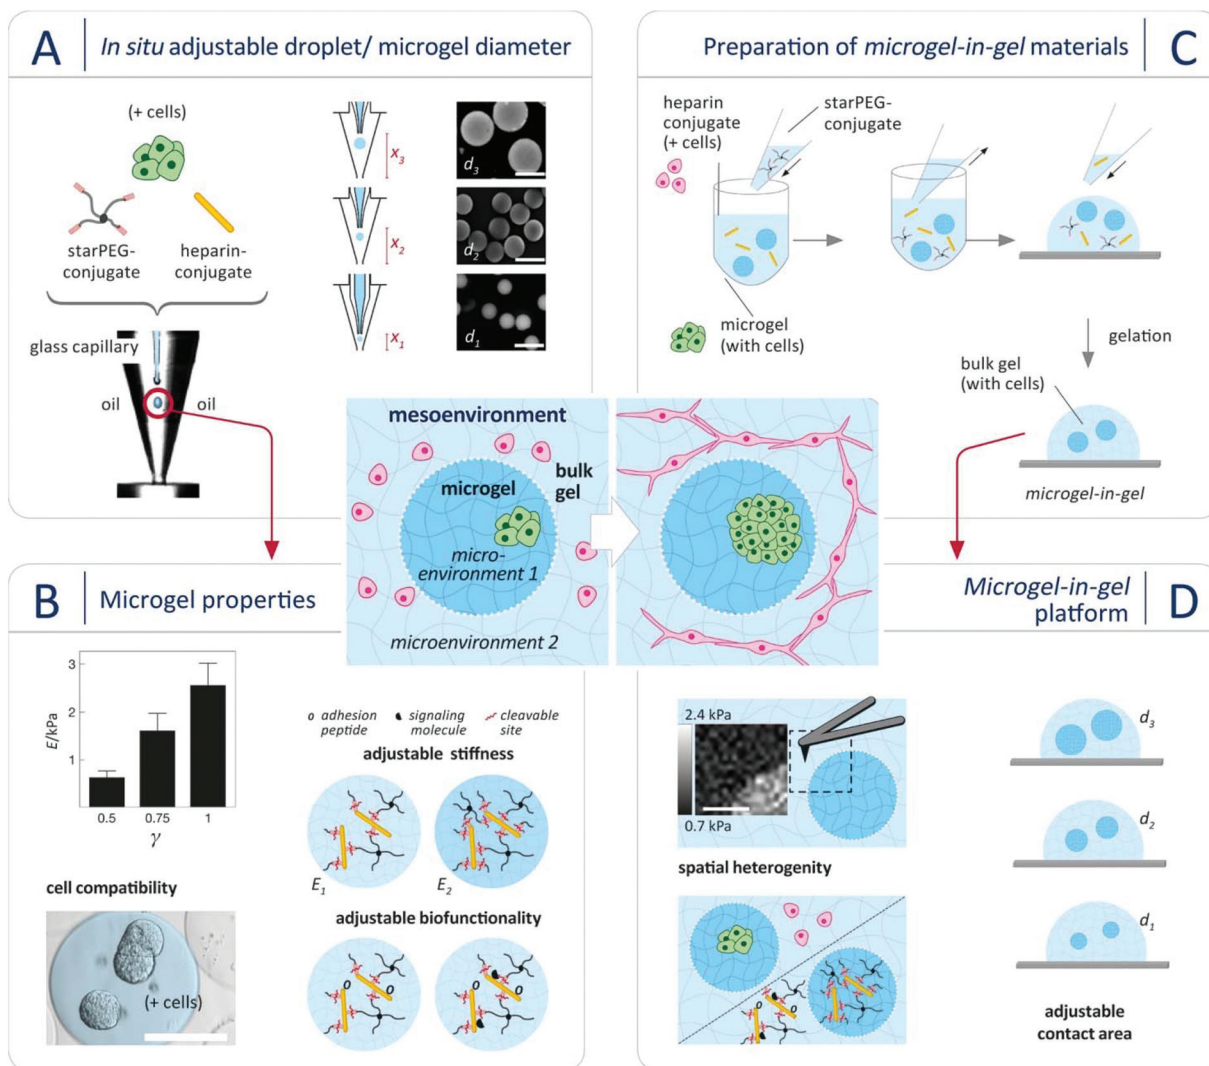 A
In situ adjustable droplet/ microgel diameter
(+ cells)
starPEG-
conjugate
heparin-
conjugate
glass capillary
oil
oil
x3
x2
x1
d3
d2
d1
Preparation of microgel-in-gel materials
C
heparin
conjugate
(+ cells)
starPEG-
conjugate
microgel
(with cells)
gelation
bulk gel
(with cells)
microgel-in-gel
mesoenvironment
bulk
gel
microgel
micro-
environment 1
microenvironment 2
B
Microgel properties
E/kPa
3
2
1
0.5
0.75
1
γ
cell compatibility
(+ cells)
adhesion
peptide
signaling
molecule
cleavable
site
adjustable stiffness
E1
E2
adjustable biofunctionality
Microgel-in-gel
platform
D
2.4 kPa
0.7 kPa
spatial heterogenity
d3
d2
d1
adjustable
contact area